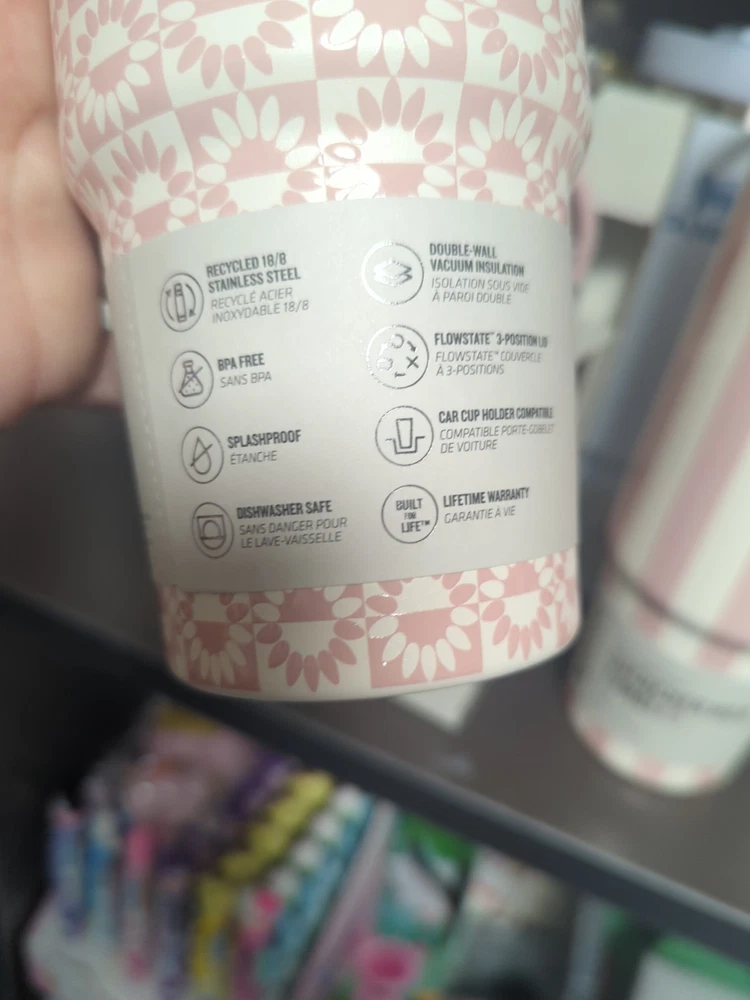 RECYCLED 18/8
STAINLESS STEEL
RECYCLÉ ACIER
INOXYDABLE 18/8
BPA FREE
SANS BPA
SPLASHPROOF
ÉTANCHE
DISHWASHER SAFE
SANS DANGER POUR
LE LAVE-VAISSELLE
DOUBLE-WALL
VACUUM INSULATION
ISOLATION SOUS VIDE
À PAROI DOUBLE
FLOWSTATE™ 3-POSITION LID
FLOWSTATE™ COUVERCLE
À 3-POSITIONS
CAR CUP HOLDER COMPATIBLE
COMPATIBLE PORTE-GOBELET
DE VOITURE
BUILT
FOR
LIFE™
LIFETIME WARRANTY
GARANTIE À VIE